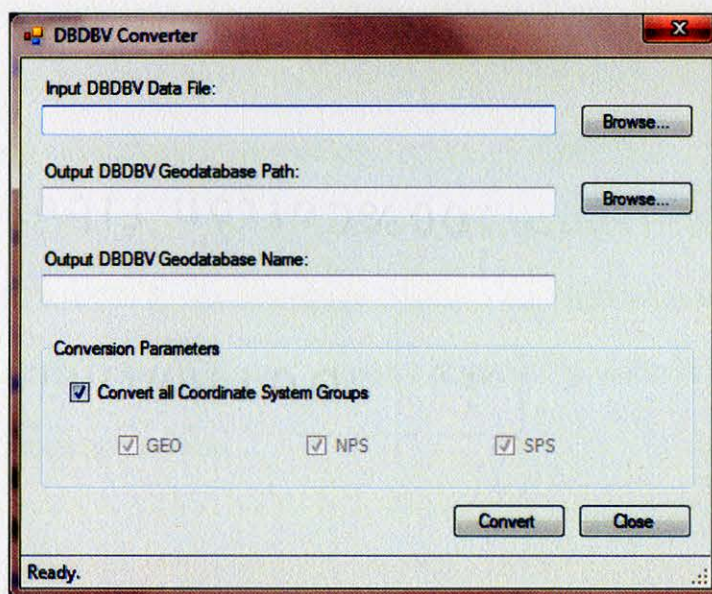 DBDBV Converter
Input DBDBV Data File:
Browse...
Output DBDBV Geodatabase Path:
Browse...
Output DBDBV Geodatabase Name:
Conversion Parameters
Convert all Coordinate System Groups
GEO NPS SPS
Convert Close
Ready.